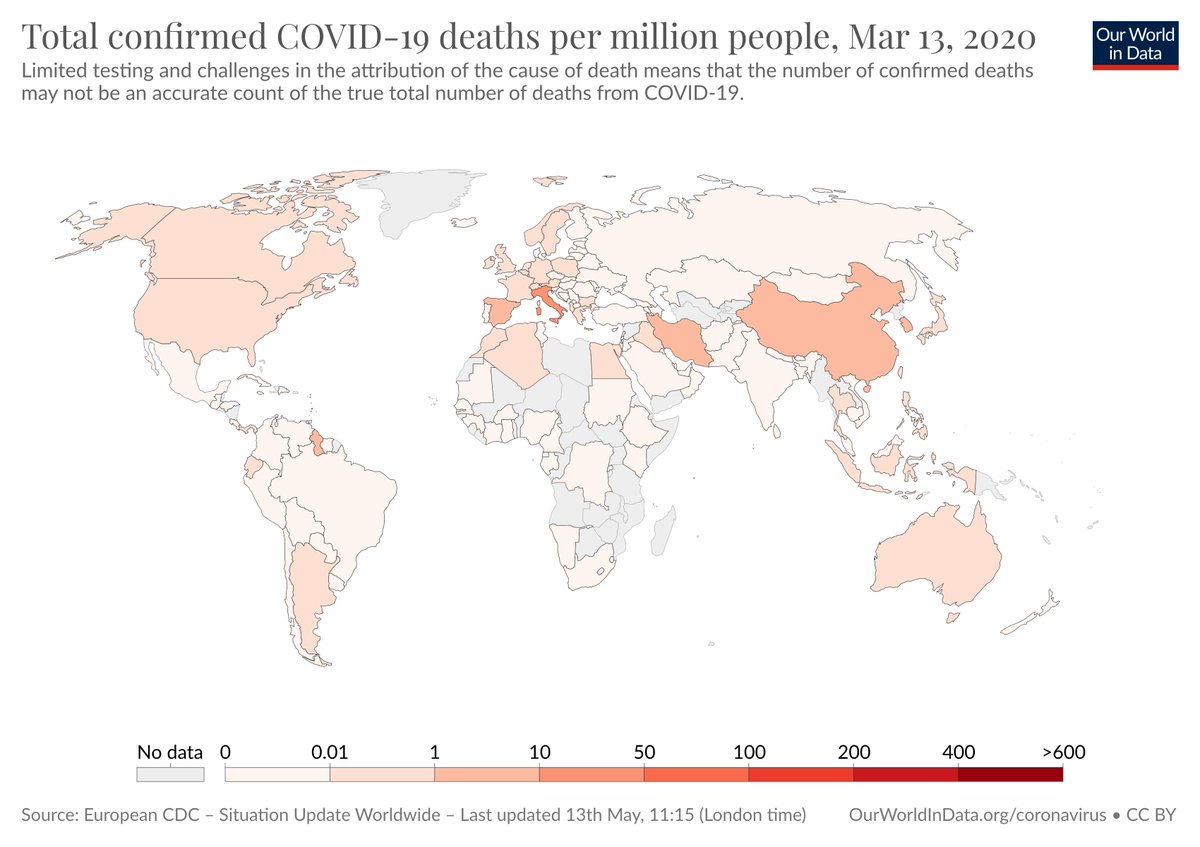 Total confirmed COVID-19 deaths per million people, Mar 13, 2020
Our World
in Data
Limited testing and challenges in the attribution of the cause of death means that the number of confirmed deaths
may not be an accurate count of the true total number of deaths from COVID-19.
No data 0 0.01 1 10 50 100 200 400 >600
Source: European CDC – Situation Update Worldwide – Last updated 13th May, 11:15 (London time)
OurWorldInData.org/coronavirus • CC BY